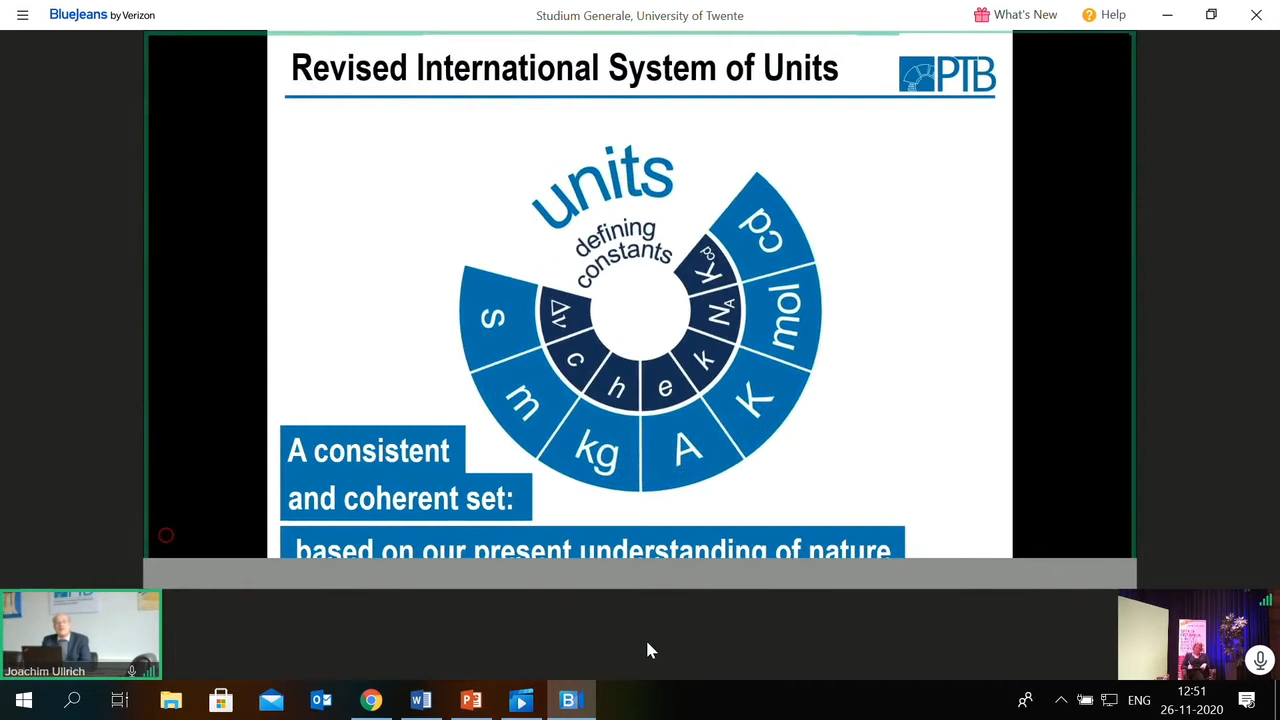 BlueJeans by Verizon
Studium Generale, University of Twente
What's New
Help
Revised International System of Units
PTB
units
defining
constants
s
m
kg
A
K
mol
cd
Δν
c
h
e
k
NA
Kcd
A consistent
and coherent set:
based on our present understanding of nature
Joachim Ullrich
ENG
12:51
26-11-2020